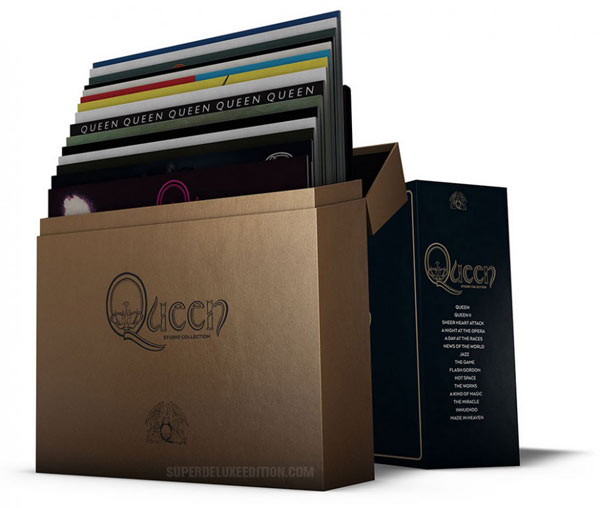 QUEEN QUEEN QUEEN QUEEN QUEEN
Queen
STUDIO COLLECTION
SUPERDELUXEEDITION.COM
Queen
STUDIO COLLECTION
QUEEN
QUEEN II
SHEER HEART ATTACK
A NIGHT AT THE OPERA
A DAY AT THE RACES
NEWS OF THE WORLD
JAZZ
THE GAME
FLASH GORDON
HOT SPACE
THE WORKS
A KIND OF MAGIC
THE MIRACLE
INNUENDO
MADE IN HEAVEN